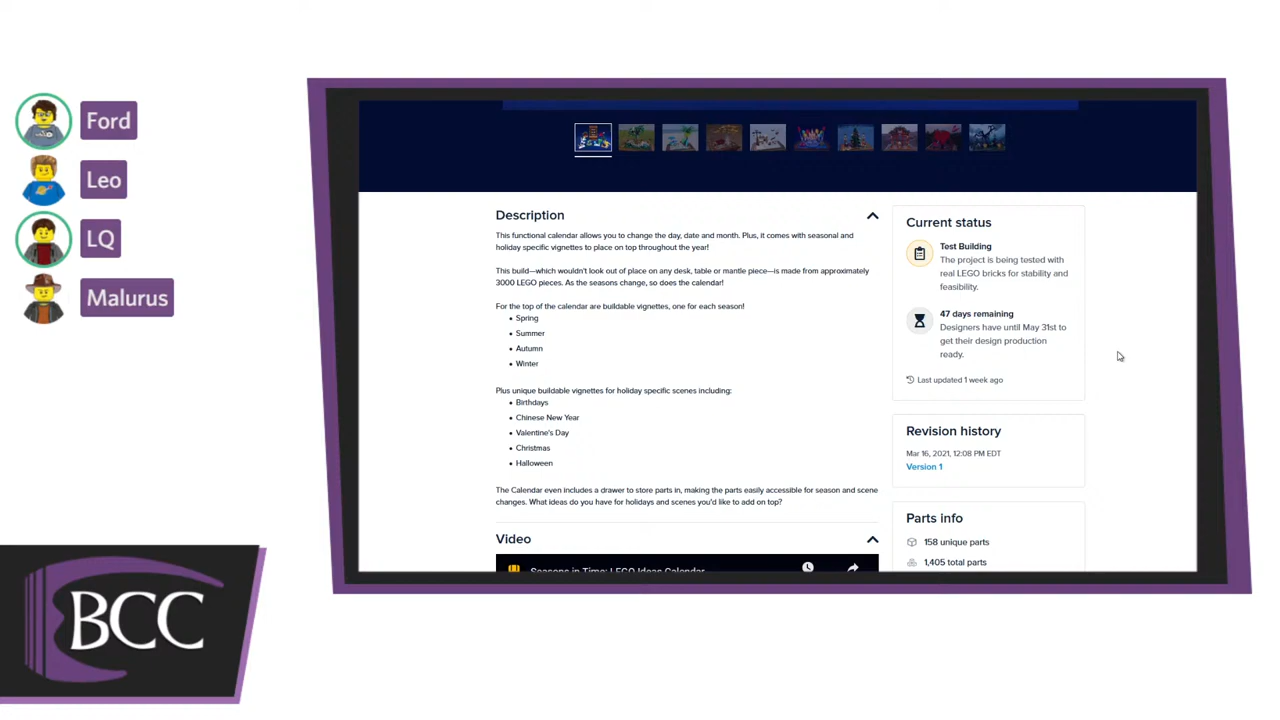 Ford
Leo
LQ
Malurus
BCC
Description
This functional calendar allows you to change the day, date and month. Plus, it comes with seasonal and
holiday specific vignettes to place on top throughout the year!
This build—which wouldn't look out of place on any desk, table or mantle piece—is made from approximately
3000 LEGO pieces. As the seasons change, so does the calendar!
For the top of the calendar are buildable vignettes, one for each season!
• Spring
• Summer
• Autumn
• Winter
Plus unique buildable vignettes for holiday specific scenes including:
• Birthdays
• Chinese New Year
• Valentine's Day
• Christmas
• Halloween
The Calendar even includes a drawer to store parts in, making the parts easily accessible for season and scene
changes. What ideas do you have for holidays and scenes you'd like to add on top?
Video
Seasons in Time: LEGO Ideas Calendar
Current status
Test Building
The project is being tested with
real LEGO bricks for stability and
feasibility.
47 days remaining
Designers have until May 31st to
get their design production
ready.
Last updated 1 week ago
Revision history
Mar 16, 2021, 12:08 PM EDT
Version 1
Parts info
158 unique parts
1,405 total parts